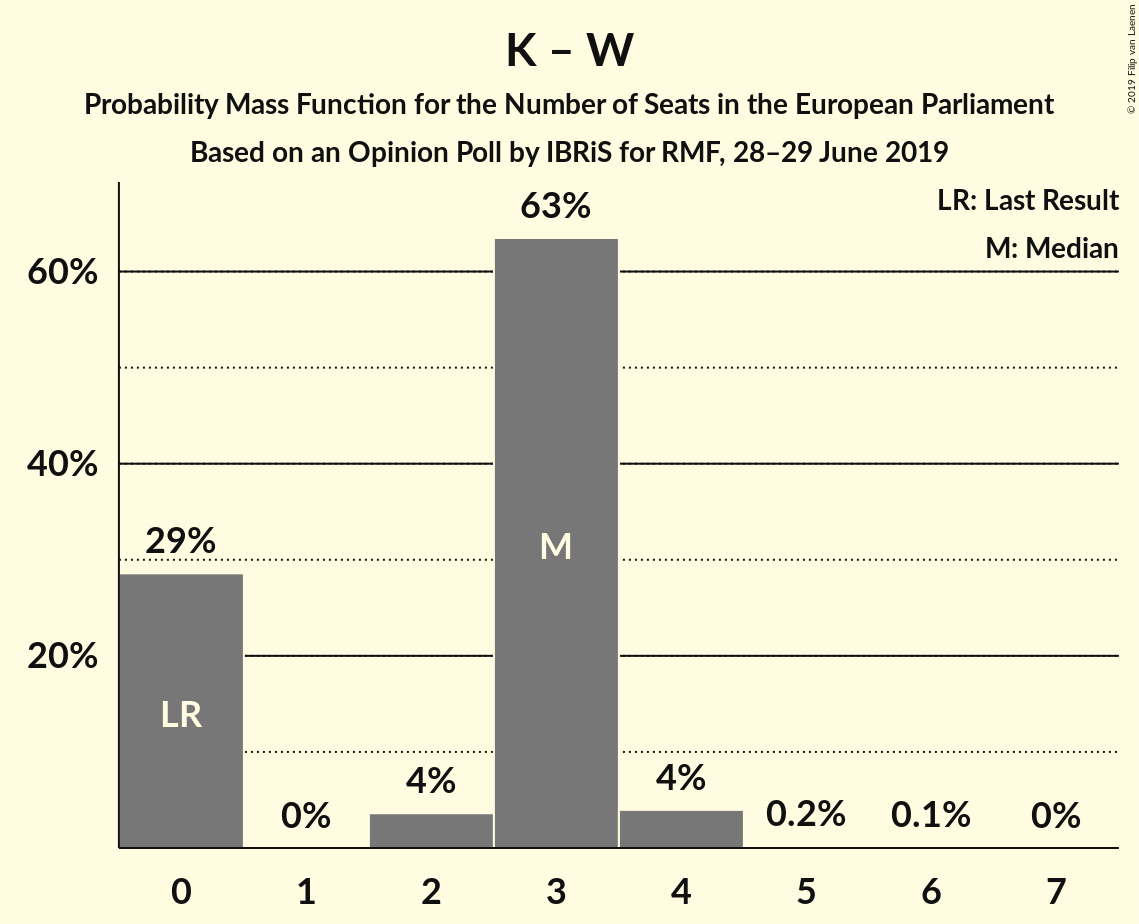 K – W
Probability Mass Function for the Number of Seats in the European Parliament
Based on an Opinion Poll by IBRiS for RMF, 28–29 June 2019
© 2019 Filip van Laenen
LR: Last Result
M: Median
63%
60%
40%
29%
M
20%
LR
4%
4%
0%
0.2%
0.1%
0%
0 1 2 3 4 5 6 7